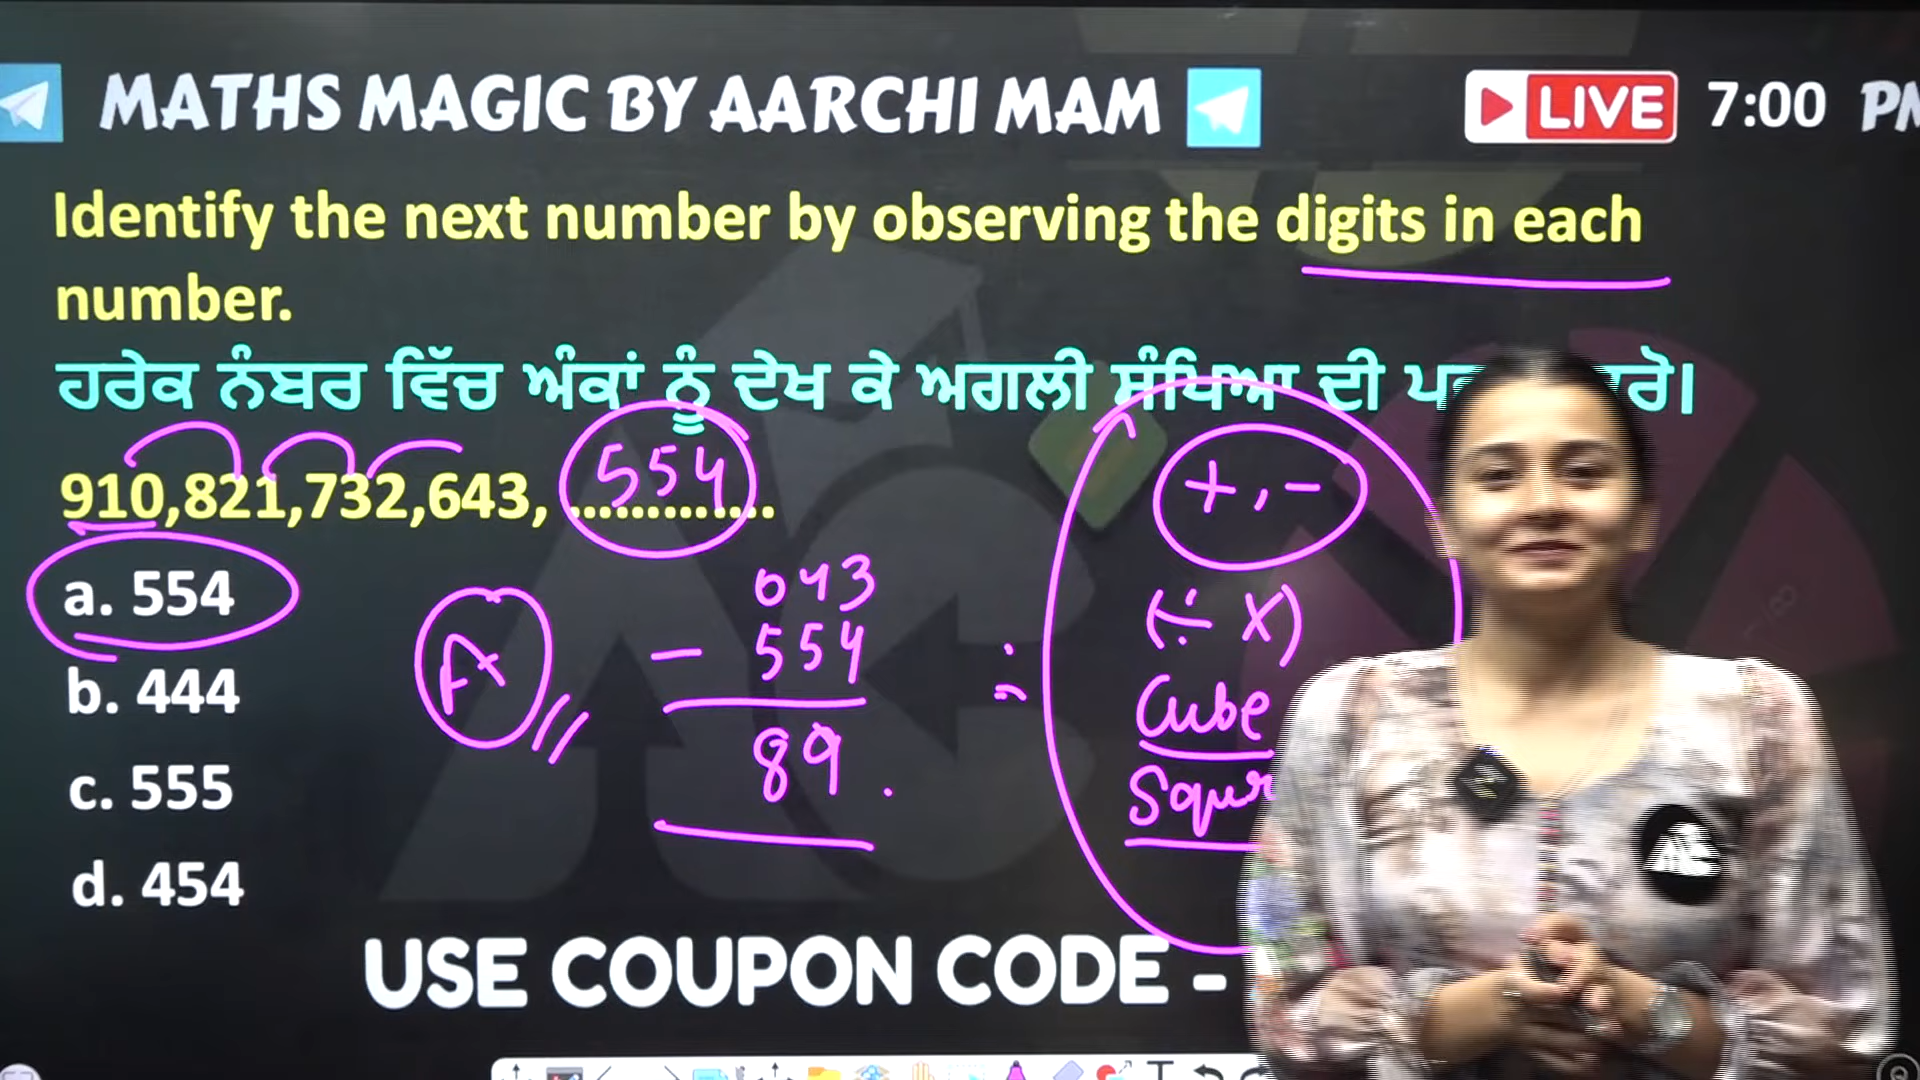 MATHS MAGIC BY AARCHI MAM
LIVE 7:00 PM
Identify the next number by observing the digits in each
number.
ਹਰੇਕ ਨੰਬਰ ਵਿੱਚ ਅੰਕਾਂ ਨੂੰ ਦੇਖ ਕੇ ਅਗਲੀ ਸੰਖਿਆ ਦੀ
910,821,732,643, ............. 554
a. 554
b. 444
c. 555
d. 454
A
643
- 554
89 .
+, -
(÷ x)
Cube
USE COUPON CODE -